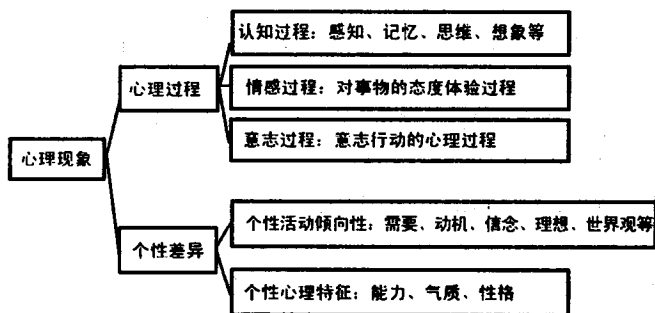 认知过程：感知、记忆、思维、想象等
心理过程
情感过程：对事物的态度体验过程
意志过程：意志行动的心理过程
心理现象
个性活动倾向性：需要、动机、信念、理想、世界观等
个性差异
个性心理特征：能力、气质、性格